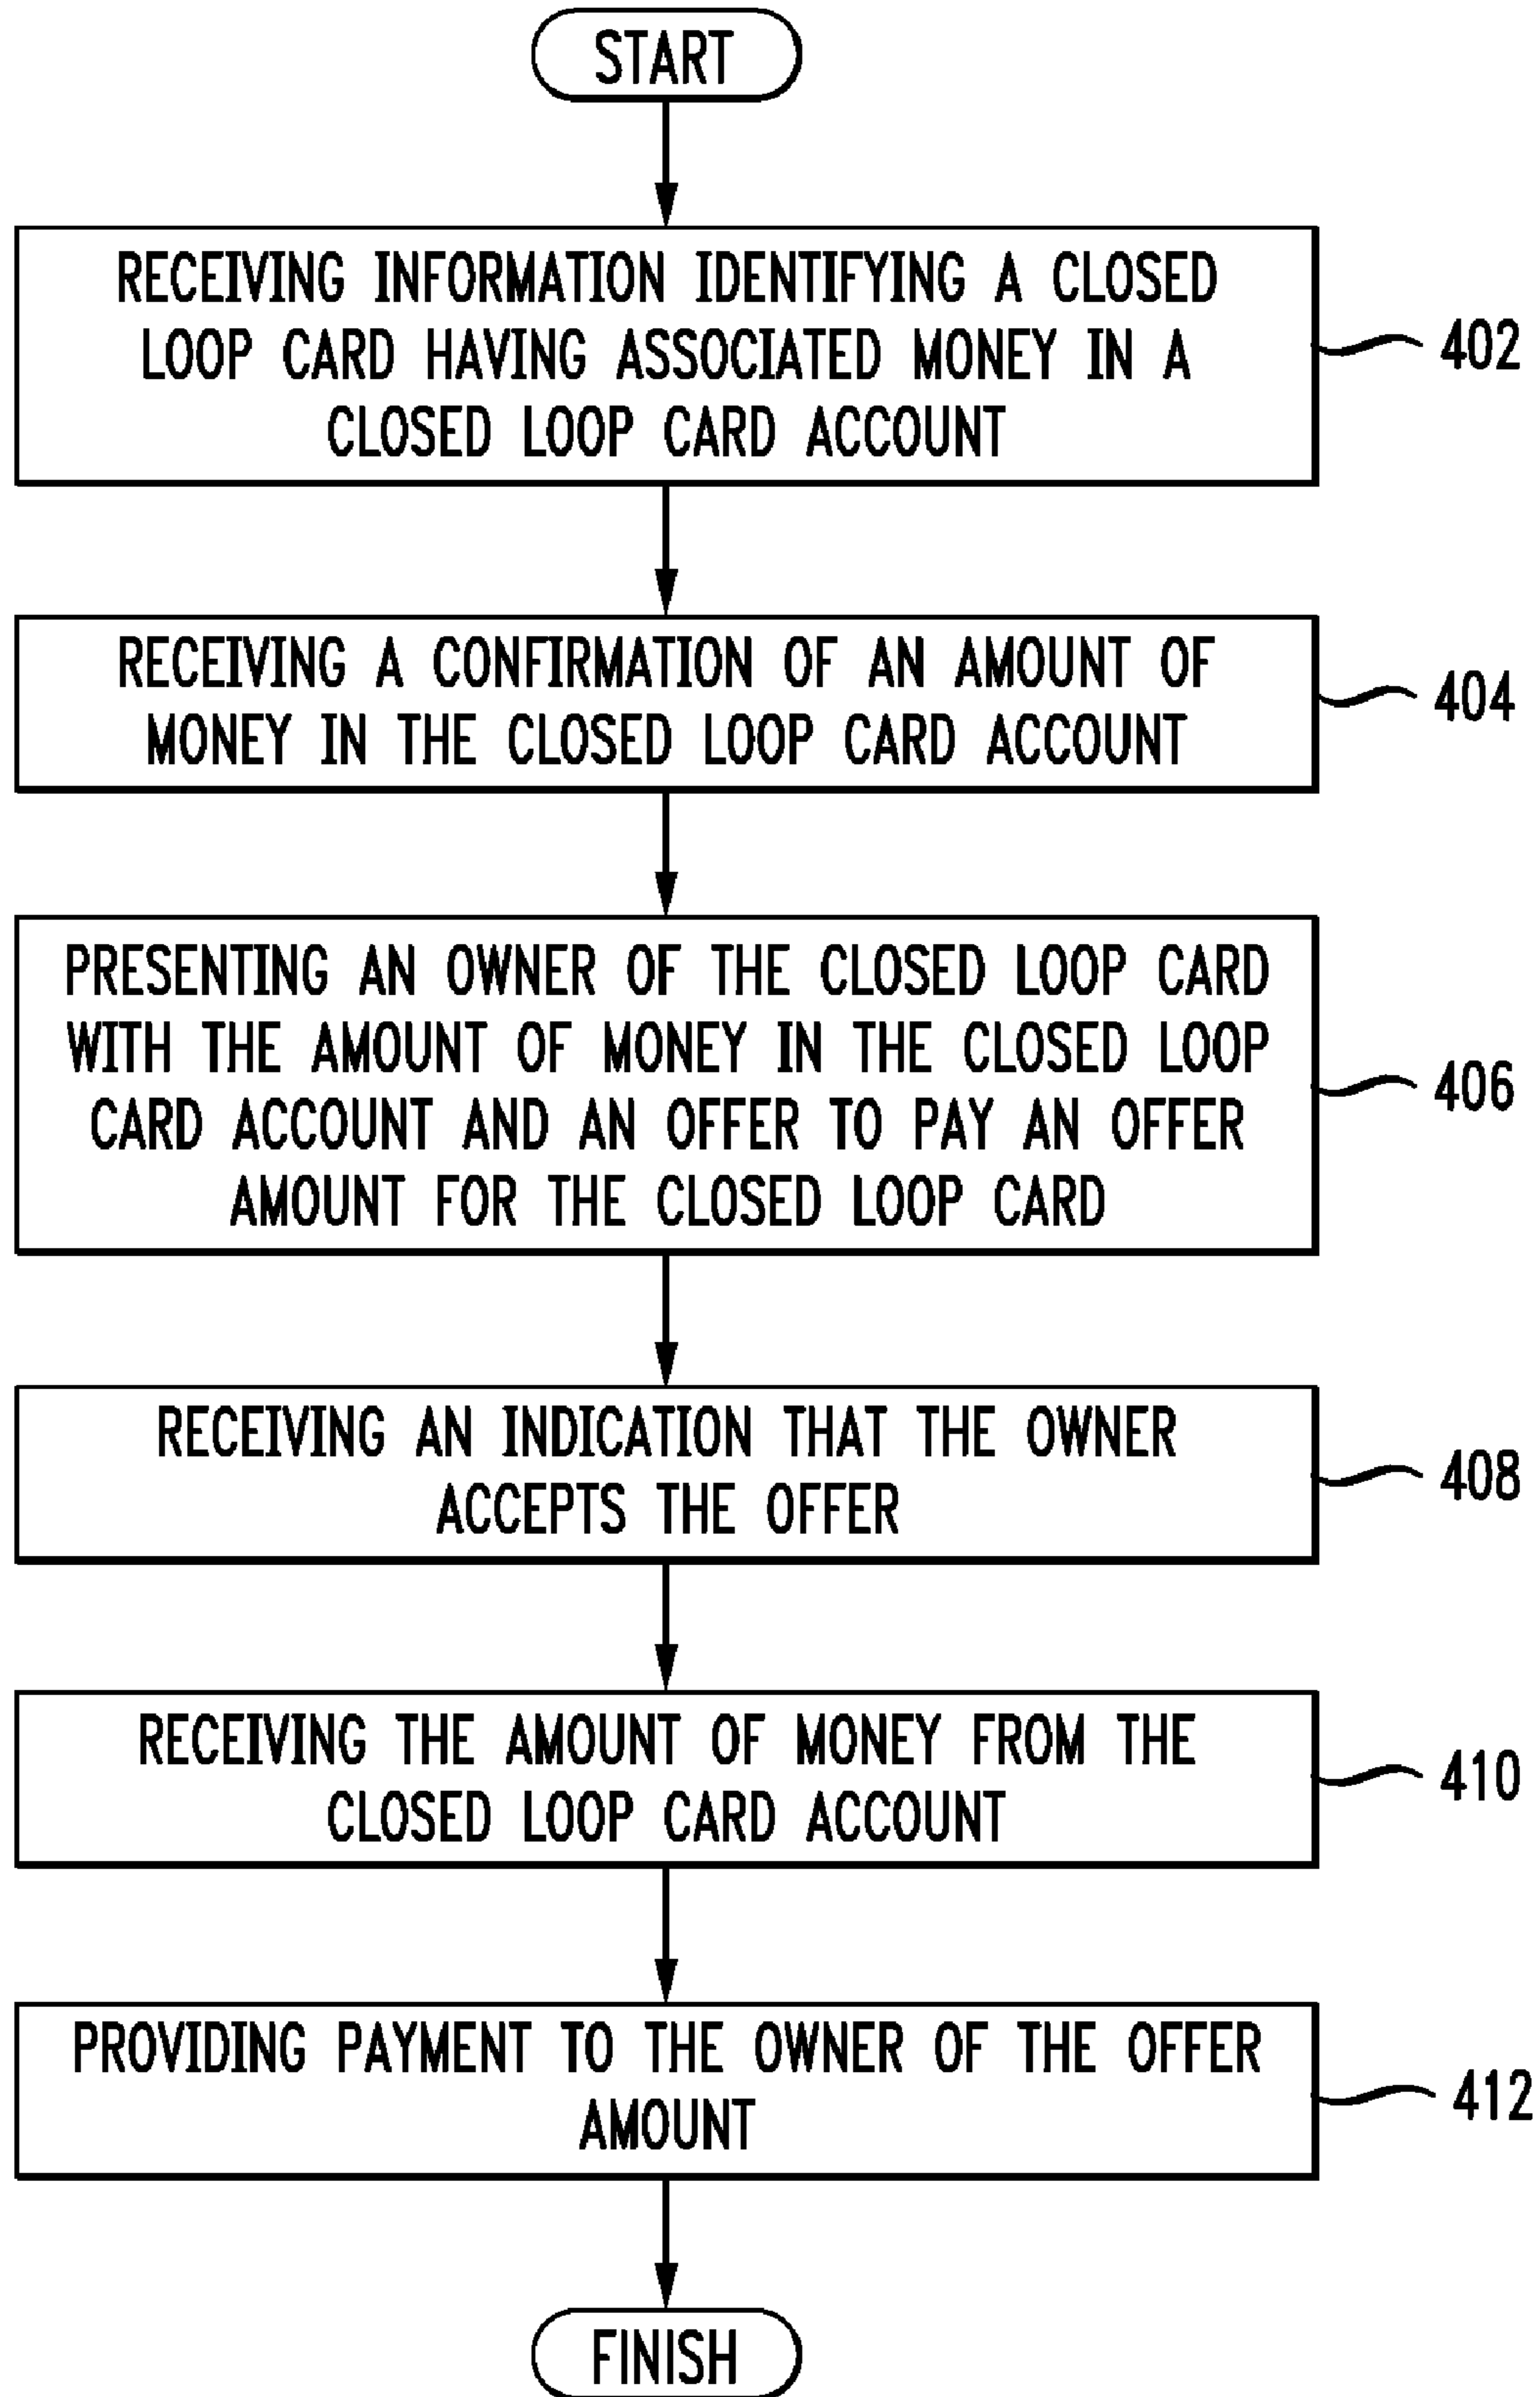 START
RECEIVING INFORMATION IDENTIFYING A CLOSED
LOOP CARD HAVING ASSOCIATED MONEY IN A
CLOSED LOOP CARD ACCOUNT
402
RECEIVING A CONFIRMATION OF AN AMOUNT OF
MONEY IN THE CLOSED LOOP CARD ACCOUNT
404
PRESENTING AN OWNER OF THE CLOSED LOOP CARD
WITH THE AMOUNT OF MONEY IN THE CLOSED LOOP
CARD ACCOUNT AND AN OFFER TO PAY AN OFFER
AMOUNT FOR THE CLOSED LOOP CARD
406
RECEIVING AN INDICATION THAT THE OWNER
ACCEPTS THE OFFER
408
RECEIVING THE AMOUNT OF MONEY FROM THE
CLOSED LOOP CARD ACCOUNT
410
PROVIDING PAYMENT TO THE OWNER OF THE OFFER
AMOUNT
412
FINISH